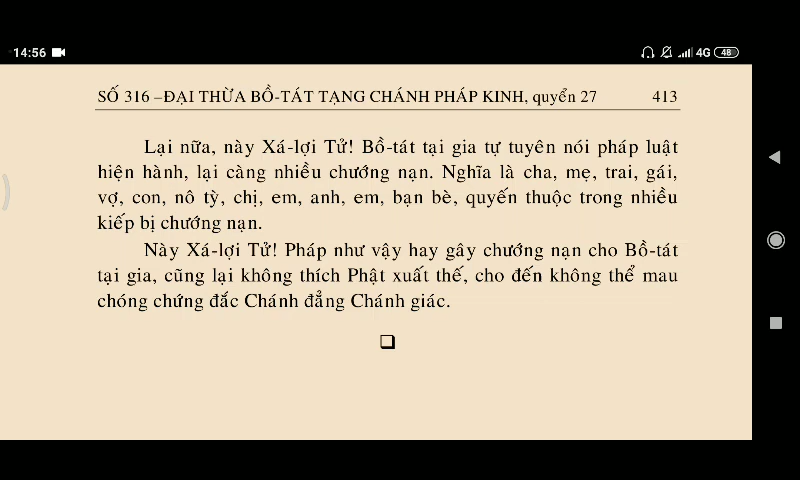 14:56
4G 48
SỐ 316 –ĐẠI THỪA BỒ-TÁT TẠNG CHÁNH PHÁP KINH, quyển 27 413
Lại nữa, này Xá-lợi Tử! Bồ-tát tại gia tự tuyên nói pháp luật
hiện hành, lại càng nhiều chướng nạn. Nghĩa là cha, mẹ, trai, gái,
vợ, con, nô tỳ, chị, em, anh, em, bạn bè, quyến thuộc trong nhiều
kiếp bị chướng nạn.
Này Xá-lợi Tử! Pháp như vậy hay gây chướng nạn cho Bồ-tát
tại gia, cũng lại không thích Phật xuất thế, cho đến không thể mau
chóng chứng đắc Chánh đẳng Chánh giác.